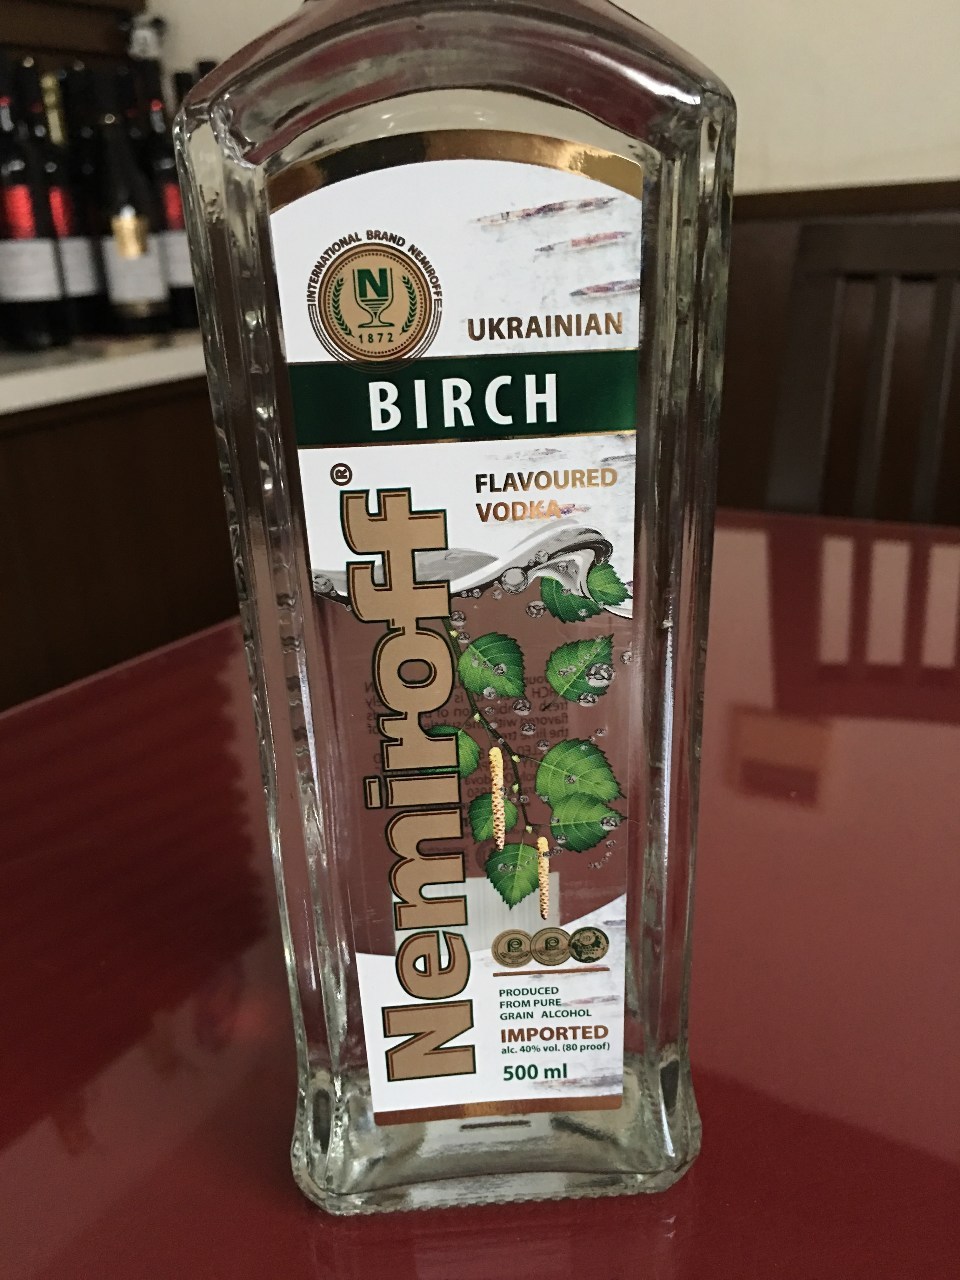 INTERNATIONAL BRAND NEMIROFF
N
1872
UKRAINIAN
BIRCH
FLAVOURED
VODKA
Nemiroff®
PRODUCED
FROM PURE
GRAIN ALCOHOL
IMPORTED
alc. 40% vol. (80 proof)
500 ml